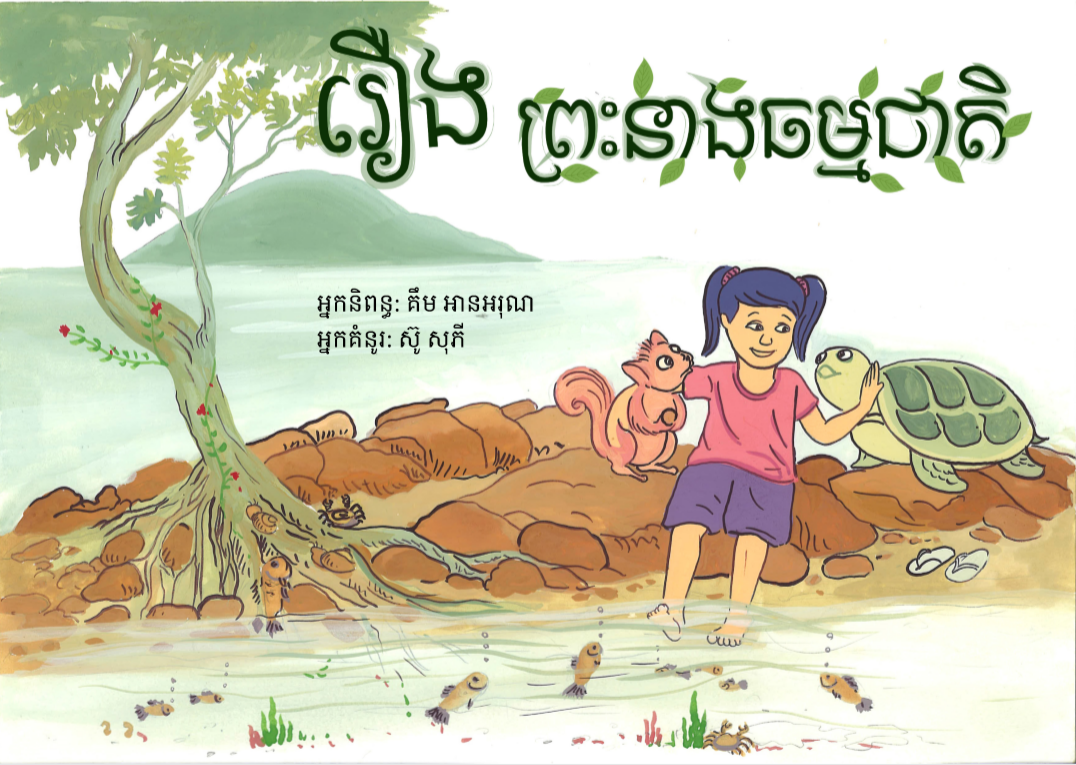 រឿង ព្រះនាងធម្មជាតិ
អ្នកនិពន្ធ: គឹម អានអរុណ
អ្នកគំនូរ: ស៊ូ សុភី